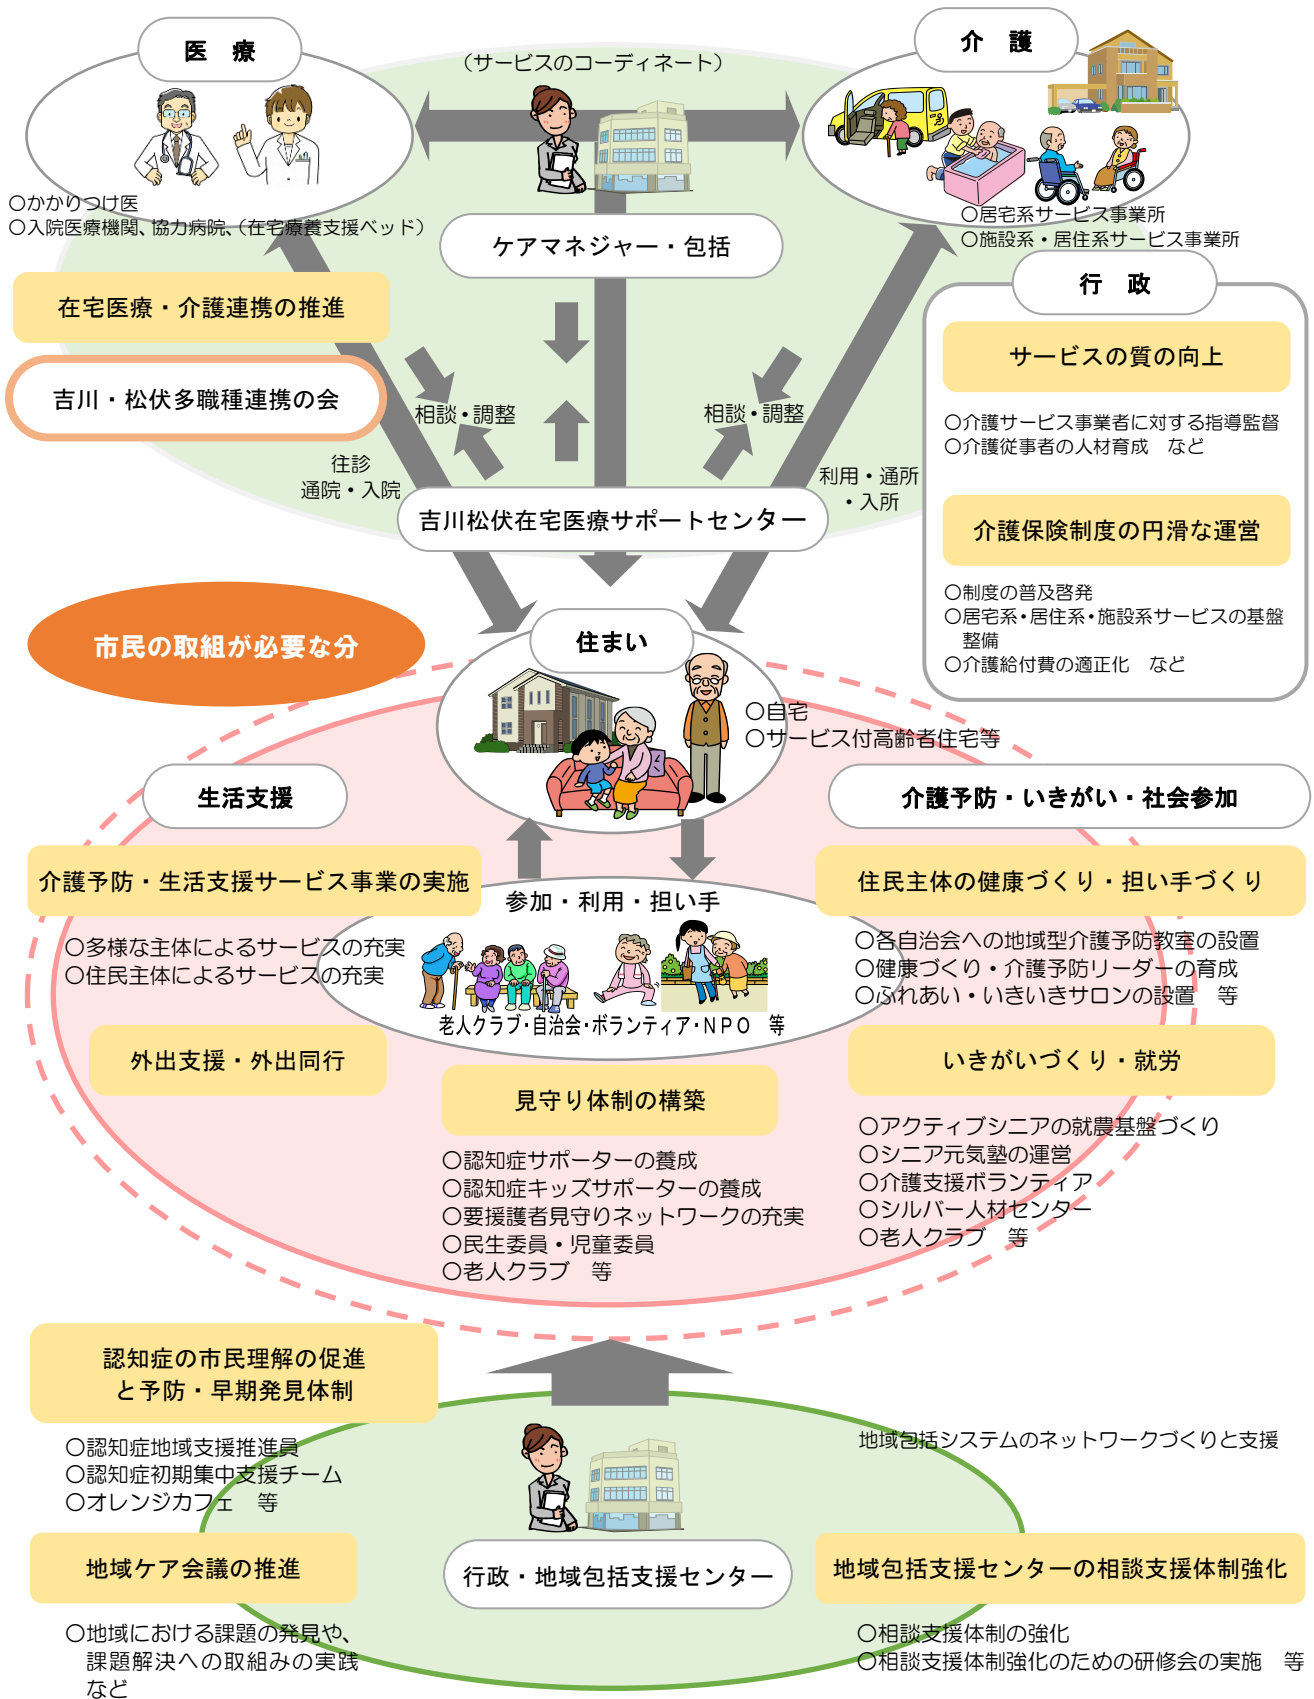 医　療
介　護
（サービスのコーディネート）
○かかりつけ医
○入院医療機関、協力病院、（在宅療養支援ベッド）
○居宅系サービス事業所
○施設系・居住系サービス事業所
ケアマネジャー・包括
行　政
在宅医療・介護連携の推進
吉川・松伏多職種連携の会
サービスの質の向上
○介護サービス事業者に対する指導監督
○介護従事者の人材育成　など
相談・調整
相談・調整
往診
通院・入院
利用・通所
・入所
吉川松伏在宅医療サポートセンター
介護保険制度の円滑な運営
○制度の普及啓発
○居宅系・居住系・施設系サービスの基盤
整備
○介護給付費の適正化　など
市民の取組が必要な分
住まい
○自宅
○サービス付高齢者住宅等
生活支援
介護予防・いきがい・社会参加
介護予防・生活支援サービス事業の実施
○多様な主体によるサービスの充実
○住民主体によるサービスの充実
参加・利用・担い手
老人クラブ・自治会・ボランティア・ＮＰＯ　等
住民主体の健康づくり・担い手づくり
○各自治会への地域型介護予防教室の設置
○健康づくり・介護予防リーダーの育成
○ふれあい・いきいきサロンの設置　等
外出支援・外出同行
見守り体制の構築
○認知症サポーターの養成
○認知症キッズサポーターの養成
○要援護者見守りネットワークの充実
○民生委員・児童委員
○老人クラブ　等
いきがいづくり・就労
○アクティブシニアの就農基盤づくり
○シニア元気塾の運営
○介護支援ボランティア
○シルバー人材センター
○老人クラブ　等
認知症の市民理解の促進
と予防・早期発見体制
○認知症地域支援推進員
○認知症初期集中支援チーム
○オレンジカフェ　等
地域包括システムのネットワークづくりと支援
地域ケア会議の推進
○地域における課題の発見や、
課題解決への取組みの実践
など
行政・地域包括支援センター
地域包括支援センターの相談支援体制強化
○相談支援体制の強化
○相談支援体制強化のための研修会の実施　等